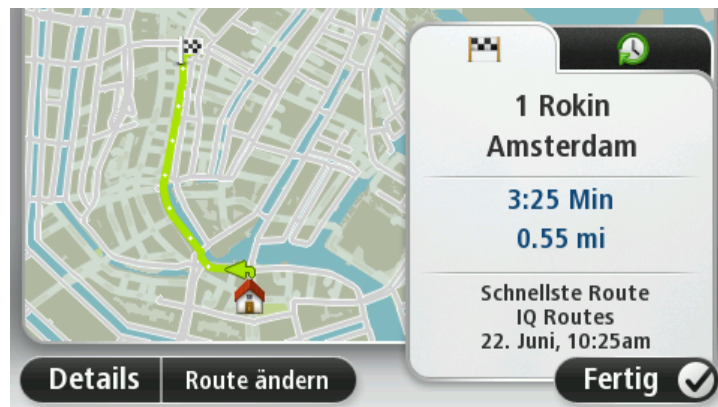 1 Rokin
Amsterdam
3:25 Min
0.55 mi
Schnellste Route
IQ Routes
22. Juni, 10:25am
Details
Route ändern
Fertig